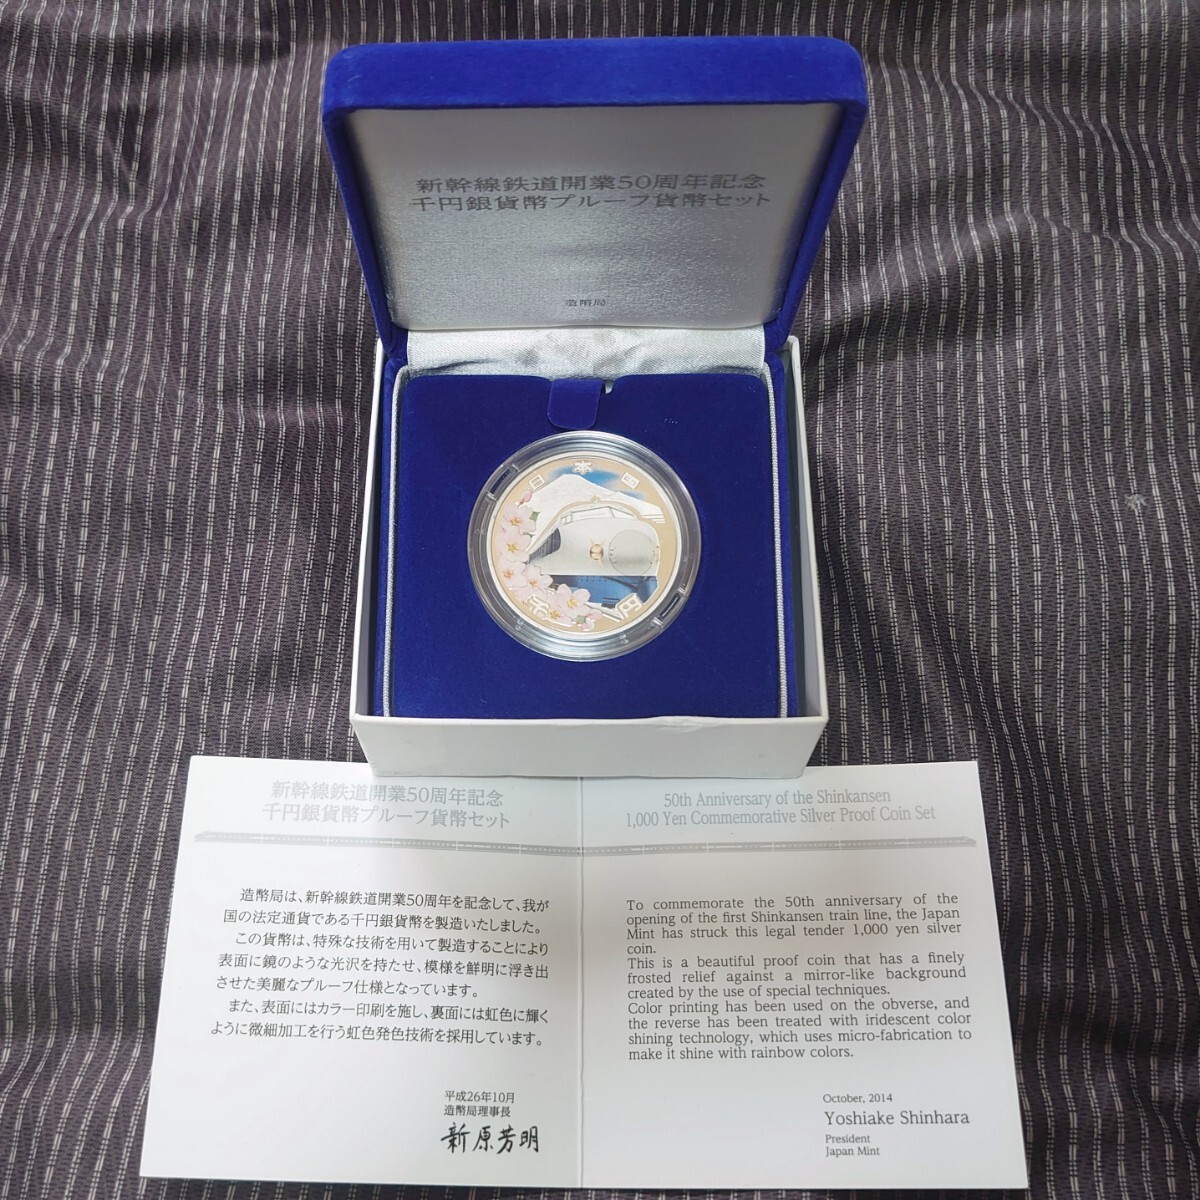 新幹線鉄道開業50周年記念
千円銀貨幣プルーフ貨幣セット
造幣局
日本国
千円
新幹線鉄道開業50周年記念
千円銀貨幣プルーフ貨幣セット
造幣局は、新幹線鉄道開業50周年を記念して、我が
国の法定通貨である千円銀貨幣を製造いたしました。
この貨幣は、特殊な技術を用いて製造することにより
表面に鏡のような光沢を持たせ、模様を鮮明に浮き出
させた美麗なプルーフ仕様となっています。
また、表面にはカラー印刷を施し、裏面には虹色に輝く
ように微細加工を行う虹色発色技術を採用しています。
平成26年10月
造幣局理事長
新原芳明
50th Anniversary of the Shinkansen
1,000 Yen Commemorative Silver Proof Coin Set
To commemorate the 50th anniversary of the
opening of the first Shinkansen train line, the Japan
Mint has struck this legal tender 1,000 yen silver
coin.
This is a beautiful proof coin that has a finely
frosted relief against a mirror-like background
created by the use of special techniques.
Color printing has been used on the obverse, and
the reverse has been treated with iridescent color
shining technology, which uses micro-fabrication to
make it shine with rainbow colors.
October, 2014
Yoshiake Shinhara
President
Japan Mint